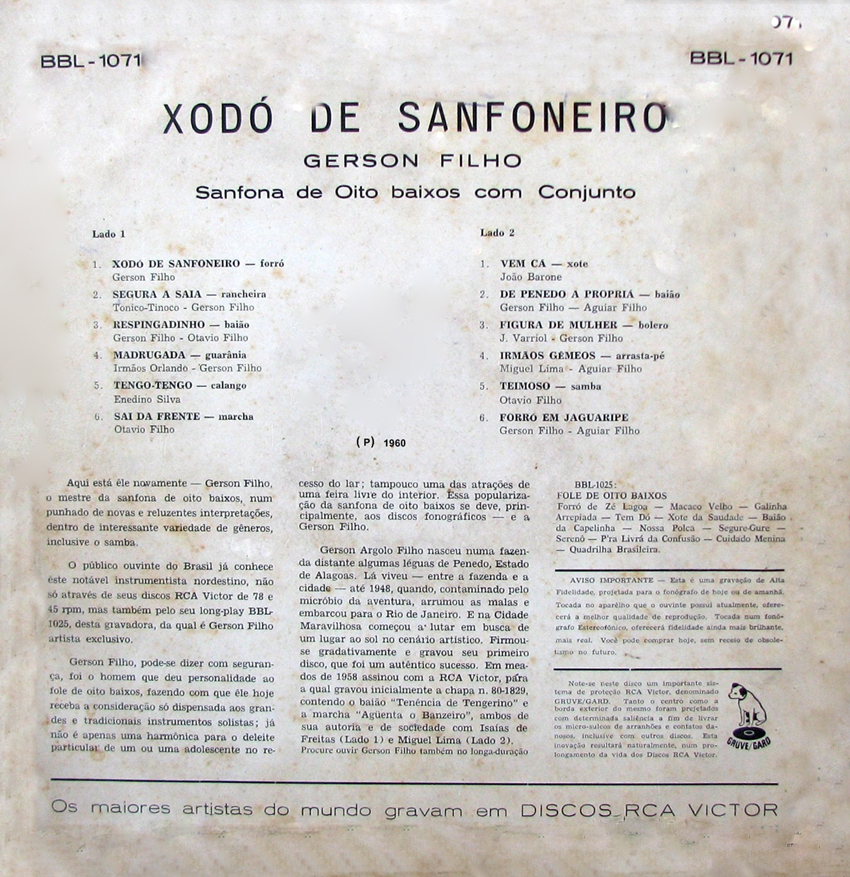 07
BBL-1071
BBL-1071
XODÓ DE SANFONEIRO
GERSON FILHO
Sanfona de Oito baixos com Conjunto
Lado 1
1. XODÓ DE SANFONEIRO — forró
Gerson Filho
2. SEGURA A SAIA — rancheira
Tonico-Tinoco - Gerson Filho
3. RESPINGADINHO — baião
Gerson Filho - Otavio Filho
4. MADRUGADA — guarânia
Irmãos Orlando - Gerson Filho
5. TENGO-TENGO — calango
Enedino Silva
6. SAI DA FRENTE — marcha
Otavio Filho
Lado 2
1. VEM CÁ — xote
João Barone
2. DE PENEDO A PROPRIÁ — baião
Gerson Filho — Aguiar Filho
3. FIGURA DE MULHER — bolero
J. Varriol - Gerson Filho
4. IRMÃOS GÊMEOS — arrasta-pé
Miguel Lima - Aguiar Filho
5. TEIMOSO — samba
Otavio Filho
6. FORRÓ EM JAGUARIPE
Gerson Filho - Aguiar Filho
(P) 1960
Aqui está êle novamente — Gerson Filho,
o mestre da sanfona de oito baixos, num
punhado de novas e reluzentes interpretações,
dentro de interessante variedade de gêneros,
inclusive o samba.
O público ouvinte do Brasil já conhece
êste notável instrumentista nordestino, não
só através de seus discos RCA Victor de 78 e
45 rpm, mas também pelo seu long-play BBL-
1025, desta gravadora, da qual é Gerson Filho
artista exclusivo.
Gerson Filho, pode-se dizer com seguran-
ça, foi o homem que deu personalidade ao
fole de oito baixos, fazendo com que êle hoje
receba a consideração só dispensada aos gran-
des e tradicionais instrumentos solistas; já
não é apenas uma harmônica para o deleite
particular de um ou uma adolescente no re-
cesso do lar; tampouco uma das atrações de
uma feira livre do interior. Essa populariza-
ção da sanfona de oito baixos se deve, prin-
cipalmente, aos discos fonográficos — e a
Gerson Filho.
Gerson Argolo Filho nasceu numa fazen-
da distante algumas léguas de Penedo, Estado
de Alagoas. Lá viveu — entre a fazenda e a
cidade — até 1948, quando, contaminado pelo
micróbio da aventura, arrumou as malas e
embarcou para o Rio de Janeiro. E na Cidade
Maravilhosa começou a lutar em busca de
um lugar ao sol no cenário artístico. Firmou-
se gradativamente e gravou seu primeiro
disco, que foi um autêntico sucesso. Em mea-
dos de 1958 assinou com a RCA Victor, para
a qual gravou inicialmente a chapa n. 80-1829,
contendo o baião "Tenência de Tengerino" e
a marcha "Agüenta o Banzeiro", ambos de
sua autoria e de sociedade com Isaías de
Freitas (Lado 1) e Miguel Lima (Lado 2).
Procure ouvir Gerson Filho também no longa-duração
BBL-1025:
FOLE DE OITO BAIXOS
Forró de Zé Lagoa — Macaco Velho — Galinha
Arrepiada — Tem Dó — Xote da Saudade — Baião
da Capelinha — Nossa Polca — Segure-Gure —
Serenô — P'ra Livrá da Confusão — Cuidado Menina
— Quadrilha Brasileira.
AVISO IMPORTANTE — Esta é uma gravação de Alta
Fidelidade, projetada para o fonógrafo de hoje ou de amanhã.
Tocada no aparelho que o ouvinte possui atualmente, ofere-
cerá a melhor qualidade de reprodução. Tocada num fonó-
grafo Estereofônico, oferecerá fidelidade ainda mais brilhante,
mais real. Você pode comprar hoje, sem receio de obsole-
tismo no futuro.
Note-se neste disco um importante sis-
tema de proteção RCA Victor, denominado
GRUVE/GARD. Tanto o centro como a
borda exterior do mesmo foram projetados
com determinada saliência a fim de livrar
os micro-sulcos de arranhões e contatos da-
nosos, inclusive com outros discos. Esta
inovação resultará naturalmente, num pro-
longamento da vida dos Discos RCA Victor.
GRUVE/GARD
Os maiores artistas do mundo gravam em DISCOS RCA VICTOR